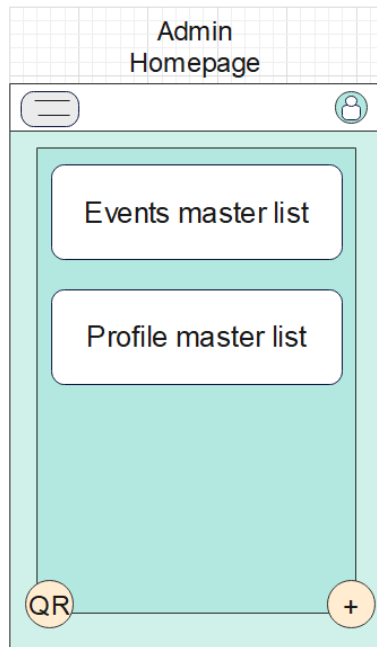 Admin
Homepage
Events master list
Profile master list
QR
+